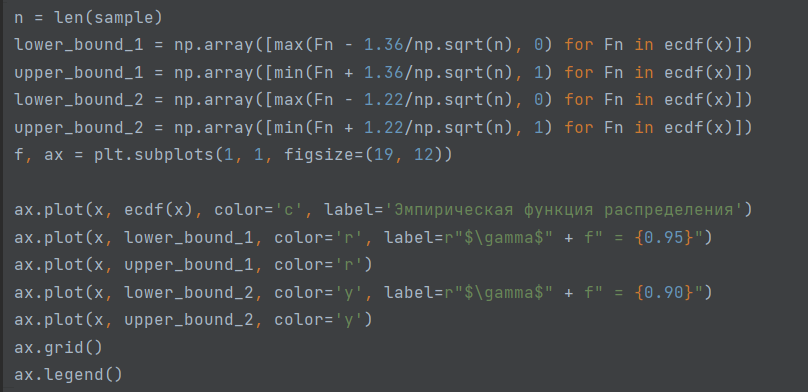 n = len(sample)
lower_bound_1 = np.array([max(Fn - 1.36/np.sqrt(n), 0) for Fn in ecdf(x)])
upper_bound_1 = np.array([min(Fn + 1.36/np.sqrt(n), 1) for Fn in ecdf(x)])
lower_bound_2 = np.array([max(Fn - 1.22/np.sqrt(n), 0) for Fn in ecdf(x)])
upper_bound_2 = np.array([min(Fn + 1.22/np.sqrt(n), 1) for Fn in ecdf(x)])
f, ax = plt.subplots(1, 1, figsize=(19, 12))
ax.plot(x, ecdf(x), color='c', label='Эмпирическая функция распределения')
ax.plot(x, lower_bound_1, color='r', label=r"$\gamma$" + f" = {0.95}")
ax.plot(x, upper_bound_1, color='r')
ax.plot(x, lower_bound_2, color='y', label=r"$\gamma$" + f" = {0.90}")
ax.plot(x, upper_bound_2, color='y')
ax.grid()
ax.legend()